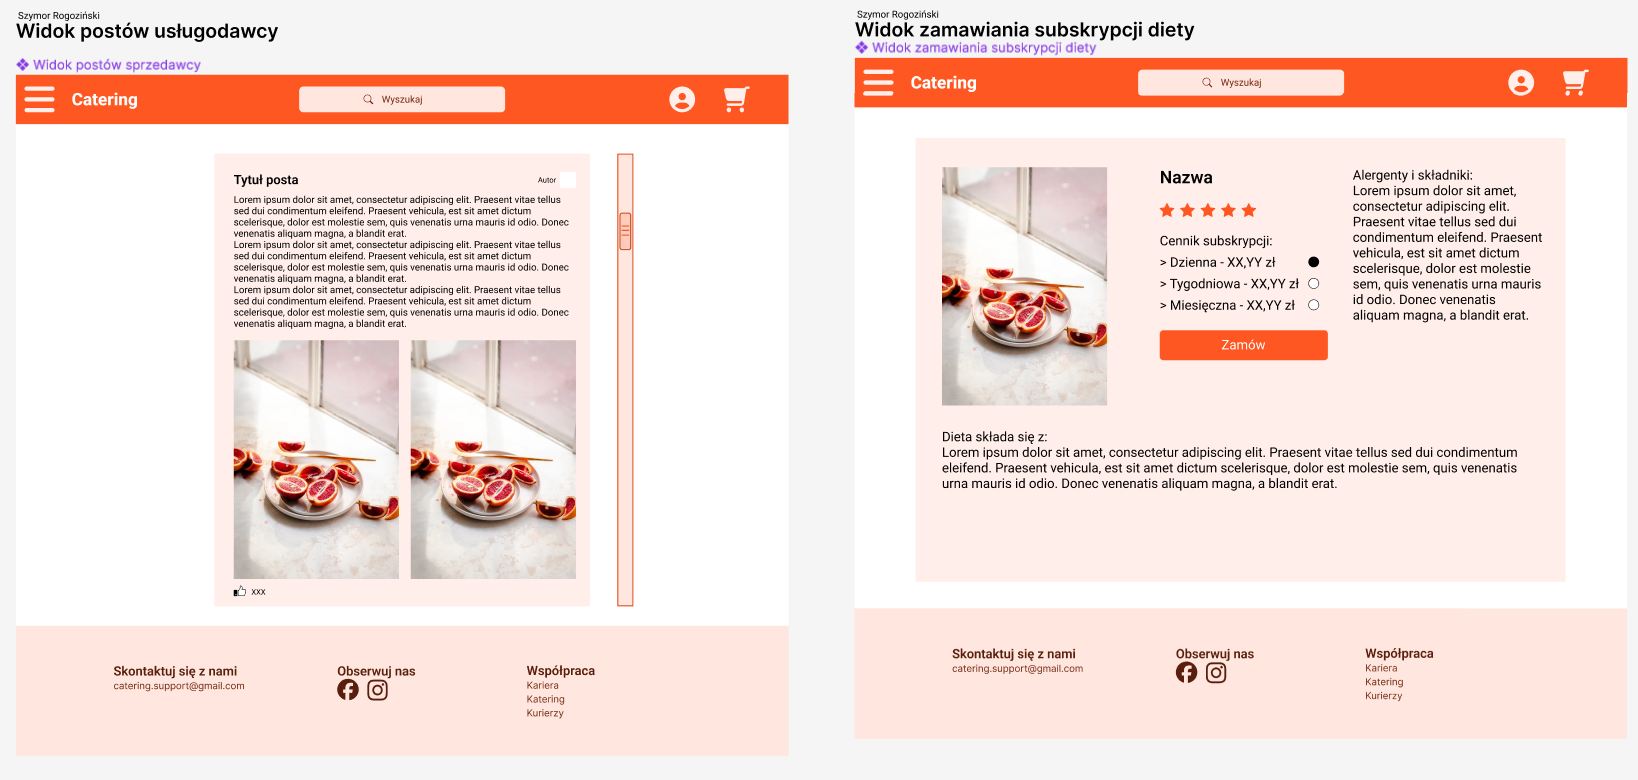 Szymor Rogoziński
Widok postów usługodawcy
Widok postów sprzedawcy
Catering
Wyszukaj
Tytuł posta
Autor
Lorem ipsum dolor sit amet, consectetur adipiscing elit. Praesent vitae tellus
sed dui condimentum eleifend. Praesent vehicula, est sit amet dictum
scelerisque, dolor est molestie sem, quis venenatis urna mauris id odio. Donec
venenatis aliquam magna, a blandit erat.
Lorem ipsum dolor sit amet, consectetur adipiscing elit. Praesent vitae tellus
sed dui condimentum eleifend. Praesent vehicula, est sit amet dictum
scelerisque, dolor est molestie sem, quis venenatis urna mauris id odio. Donec
venenatis aliquam magna, a blandit erat.
Lorem ipsum dolor sit amet, consectetur adipiscing elit. Praesent vitae tellus
sed dui condimentum eleifend. Praesent vehicula, est sit amet dictum
scelerisque, dolor est molestie sem, quis venenatis urna mauris id odio. Donec
venenatis aliquam magna, a blandit erat.
xxx
Skontaktuj się z nami
catering.support@gmail.com
Obserwuj nas
Współpraca
Kariera
Katering
Kurierzy
Szymor Rogoziński
Widok zamawiania subskrypcji diety
Widok zamawiania subskrypcji diety
Catering
Wyszukaj
Nazwa
Cennik subskrypcji:
> Dzienna - XX,YY zł
> Tygodniowa - XX,YY zł
> Miesięczna - XX,YY zł
Zamów
Alergenty i składniki:
Lorem ipsum dolor sit amet,
consectetur adipiscing elit.
Praesent vitae tellus sed dui
condimentum eleifend. Praesent
vehicula, est sit amet dictum
scelerisque, dolor est molestie
sem, quis venenatis urna mauris
id odio. Donec venenatis
aliquam magna, a blandit erat.
Dieta składa się z:
Lorem ipsum dolor sit amet, consectetur adipiscing elit. Praesent vitae tellus sed dui condimentum
eleifend. Praesent vehicula, est sit amet dictum scelerisque, dolor est molestie sem, quis venenatis
urna mauris id odio. Donec venenatis aliquam magna, a blandit erat.
Skontaktuj się z nami
catering.support@gmail.com
Obserwuj nas
Współpraca
Kariera
Katering
Kurierzy